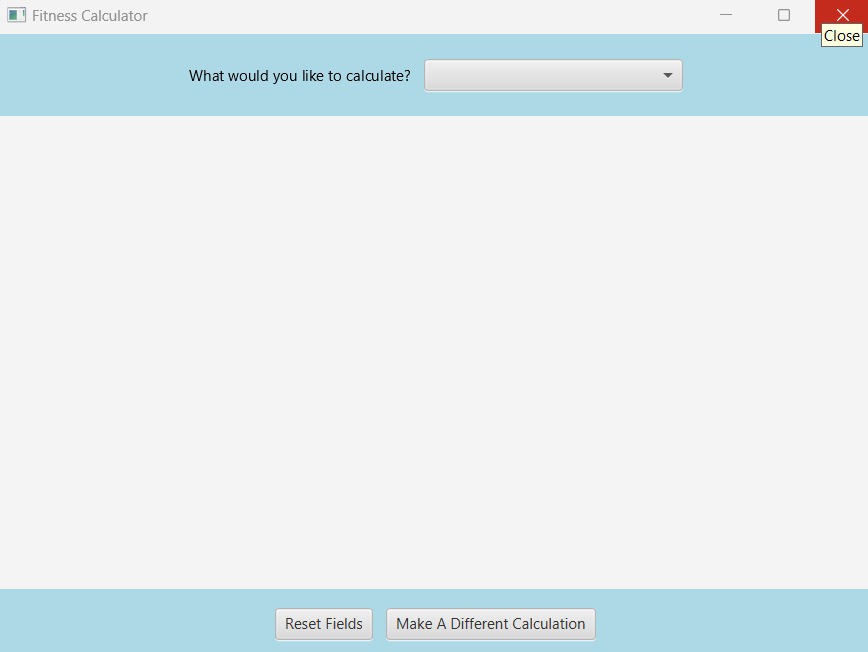 Fitness Calculator
Close
What would you like to calculate?
Reset Fields
Make A Different Calculation